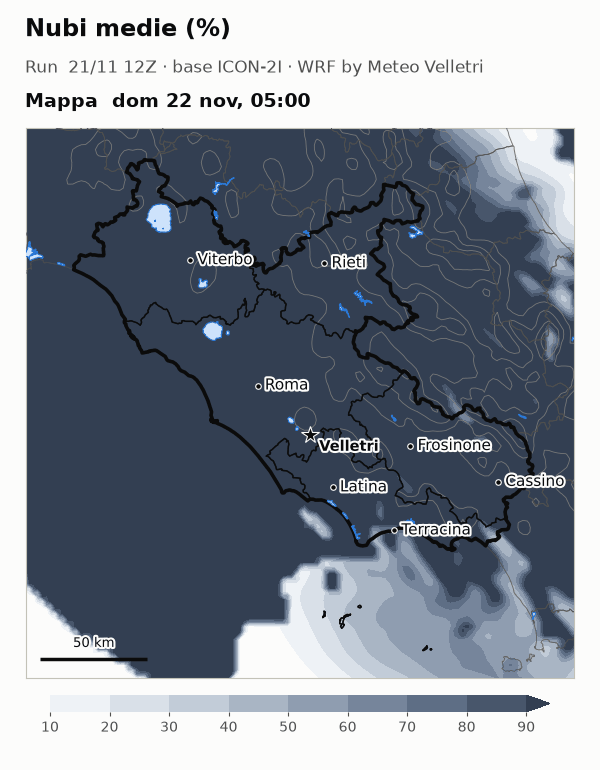 Nubi medie (%)
Run  21/11 12Z · base ICON-2I · WRF by Meteo Velletri
Mappa  dom 22 nov, 05:00
Viterbo
Rieti
Roma
Velletri
Frosinone
Latina
Cassino
Terracina
50 km
10 20 30 40 50 60 70 80 90